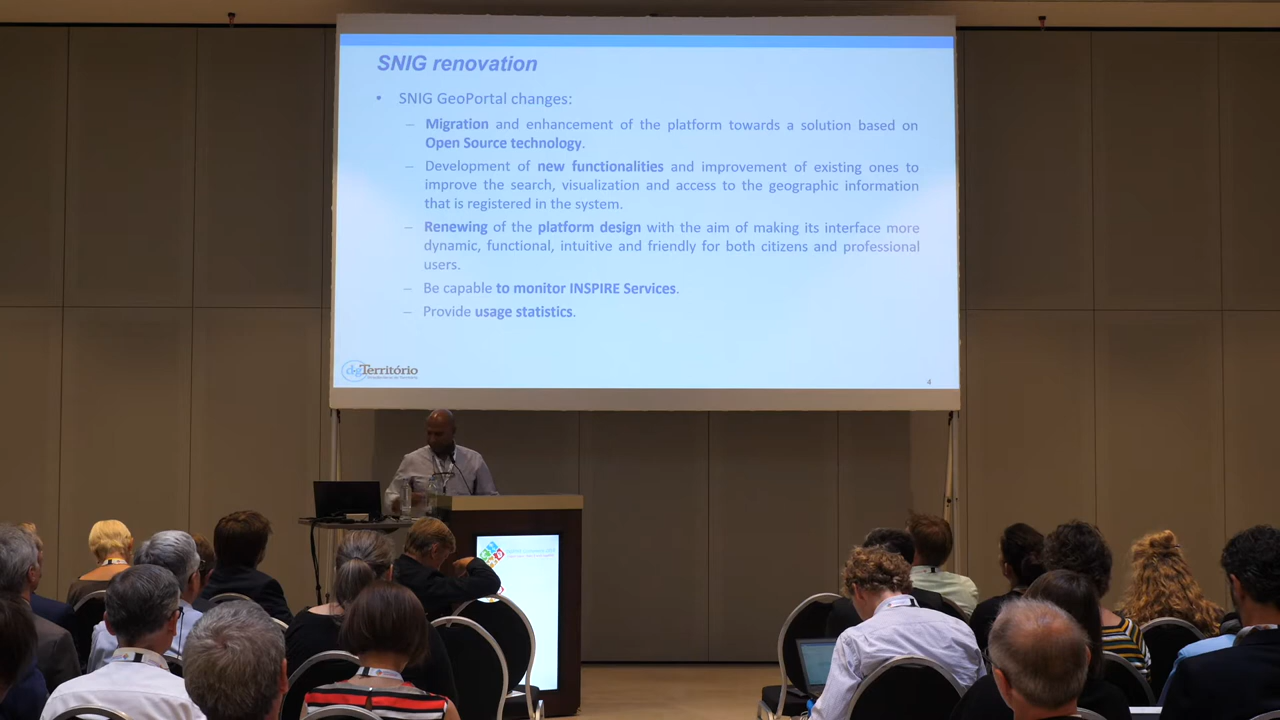 SNIG renovation
• SNIG GeoPortal changes:
– Migration and enhancement of the platform towards a solution based on
Open Source technology.
– Development of new functionalities and improvement of existing ones to
improve the search, visualization and access to the geographic information
that is registered in the system.
– Renewing of the platform design with the aim of making its interface more
dynamic, functional, intuitive and friendly for both citizens and professional
users.
– Be capable to monitor INSPIRE Services.
– Provide usage statistics.
dgTerritório
4